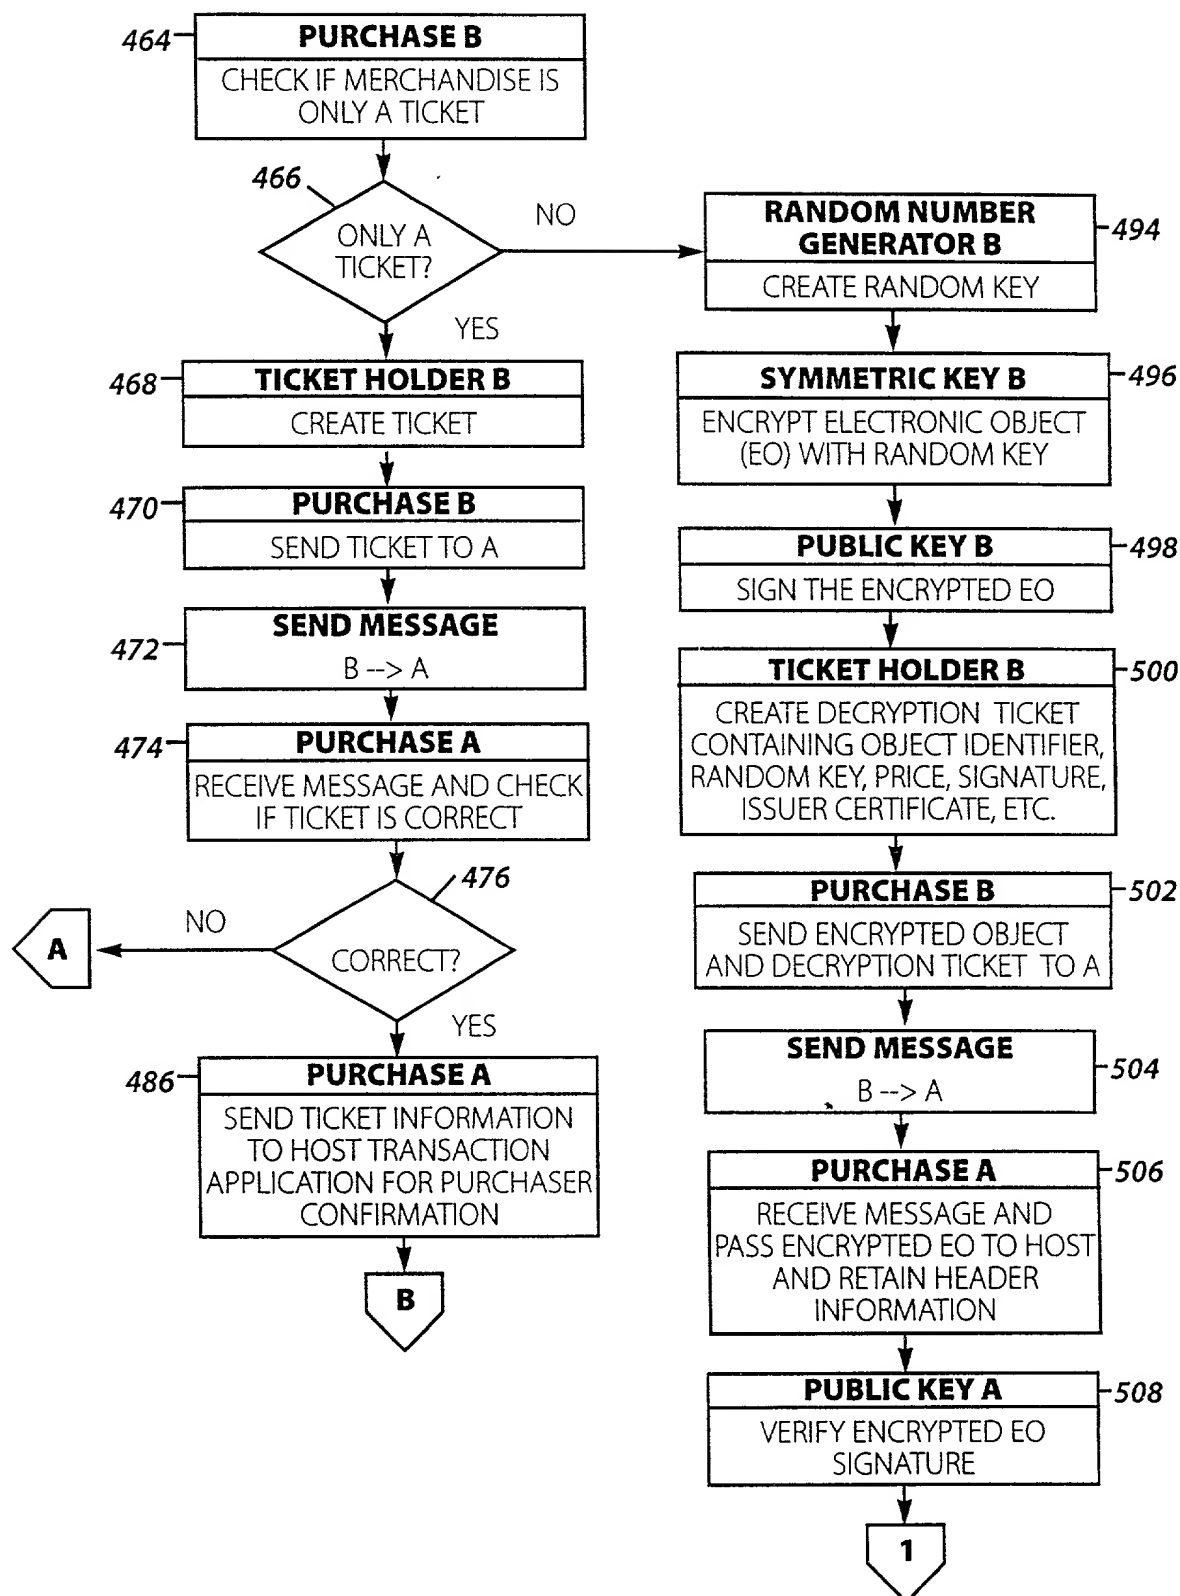 464
PURCHASE B
CHECK IF MERCHANDISE IS
ONLY A TICKET
466
ONLY A
TICKET?
NO
YES
468
TICKET HOLDER B
CREATE TICKET
470
PURCHASE B
SEND TICKET TO A
472
SEND MESSAGE
B --> A
474
PURCHASE A
RECEIVE MESSAGE AND CHECK
IF TICKET IS CORRECT
476
CORRECT?
NO
A
YES
486
PURCHASE A
SEND TICKET INFORMATION
TO HOST TRANSACTION
APPLICATION FOR PURCHASER
CONFIRMATION
B
RANDOM NUMBER
GENERATOR B
494
CREATE RANDOM KEY
SYMMETRIC KEY B
496
ENCRYPT ELECTRONIC OBJECT
(EO) WITH RANDOM KEY
PUBLIC KEY B
498
SIGN THE ENCRYPTED EO
TICKET HOLDER B
500
CREATE DECRYPTION TICKET
CONTAINING OBJECT IDENTIFIER,
RANDOM KEY, PRICE, SIGNATURE,
ISSUER CERTIFICATE, ETC.
PURCHASE B
502
SEND ENCRYPTED OBJECT
AND DECRYPTION TICKET TO A
SEND MESSAGE
504
B --> A
PURCHASE A
506
RECEIVE MESSAGE AND
PASS ENCRYPTED EO TO HOST
AND RETAIN HEADER
INFORMATION
PUBLIC KEY A
508
VERIFY ENCRYPTED EO
SIGNATURE
1